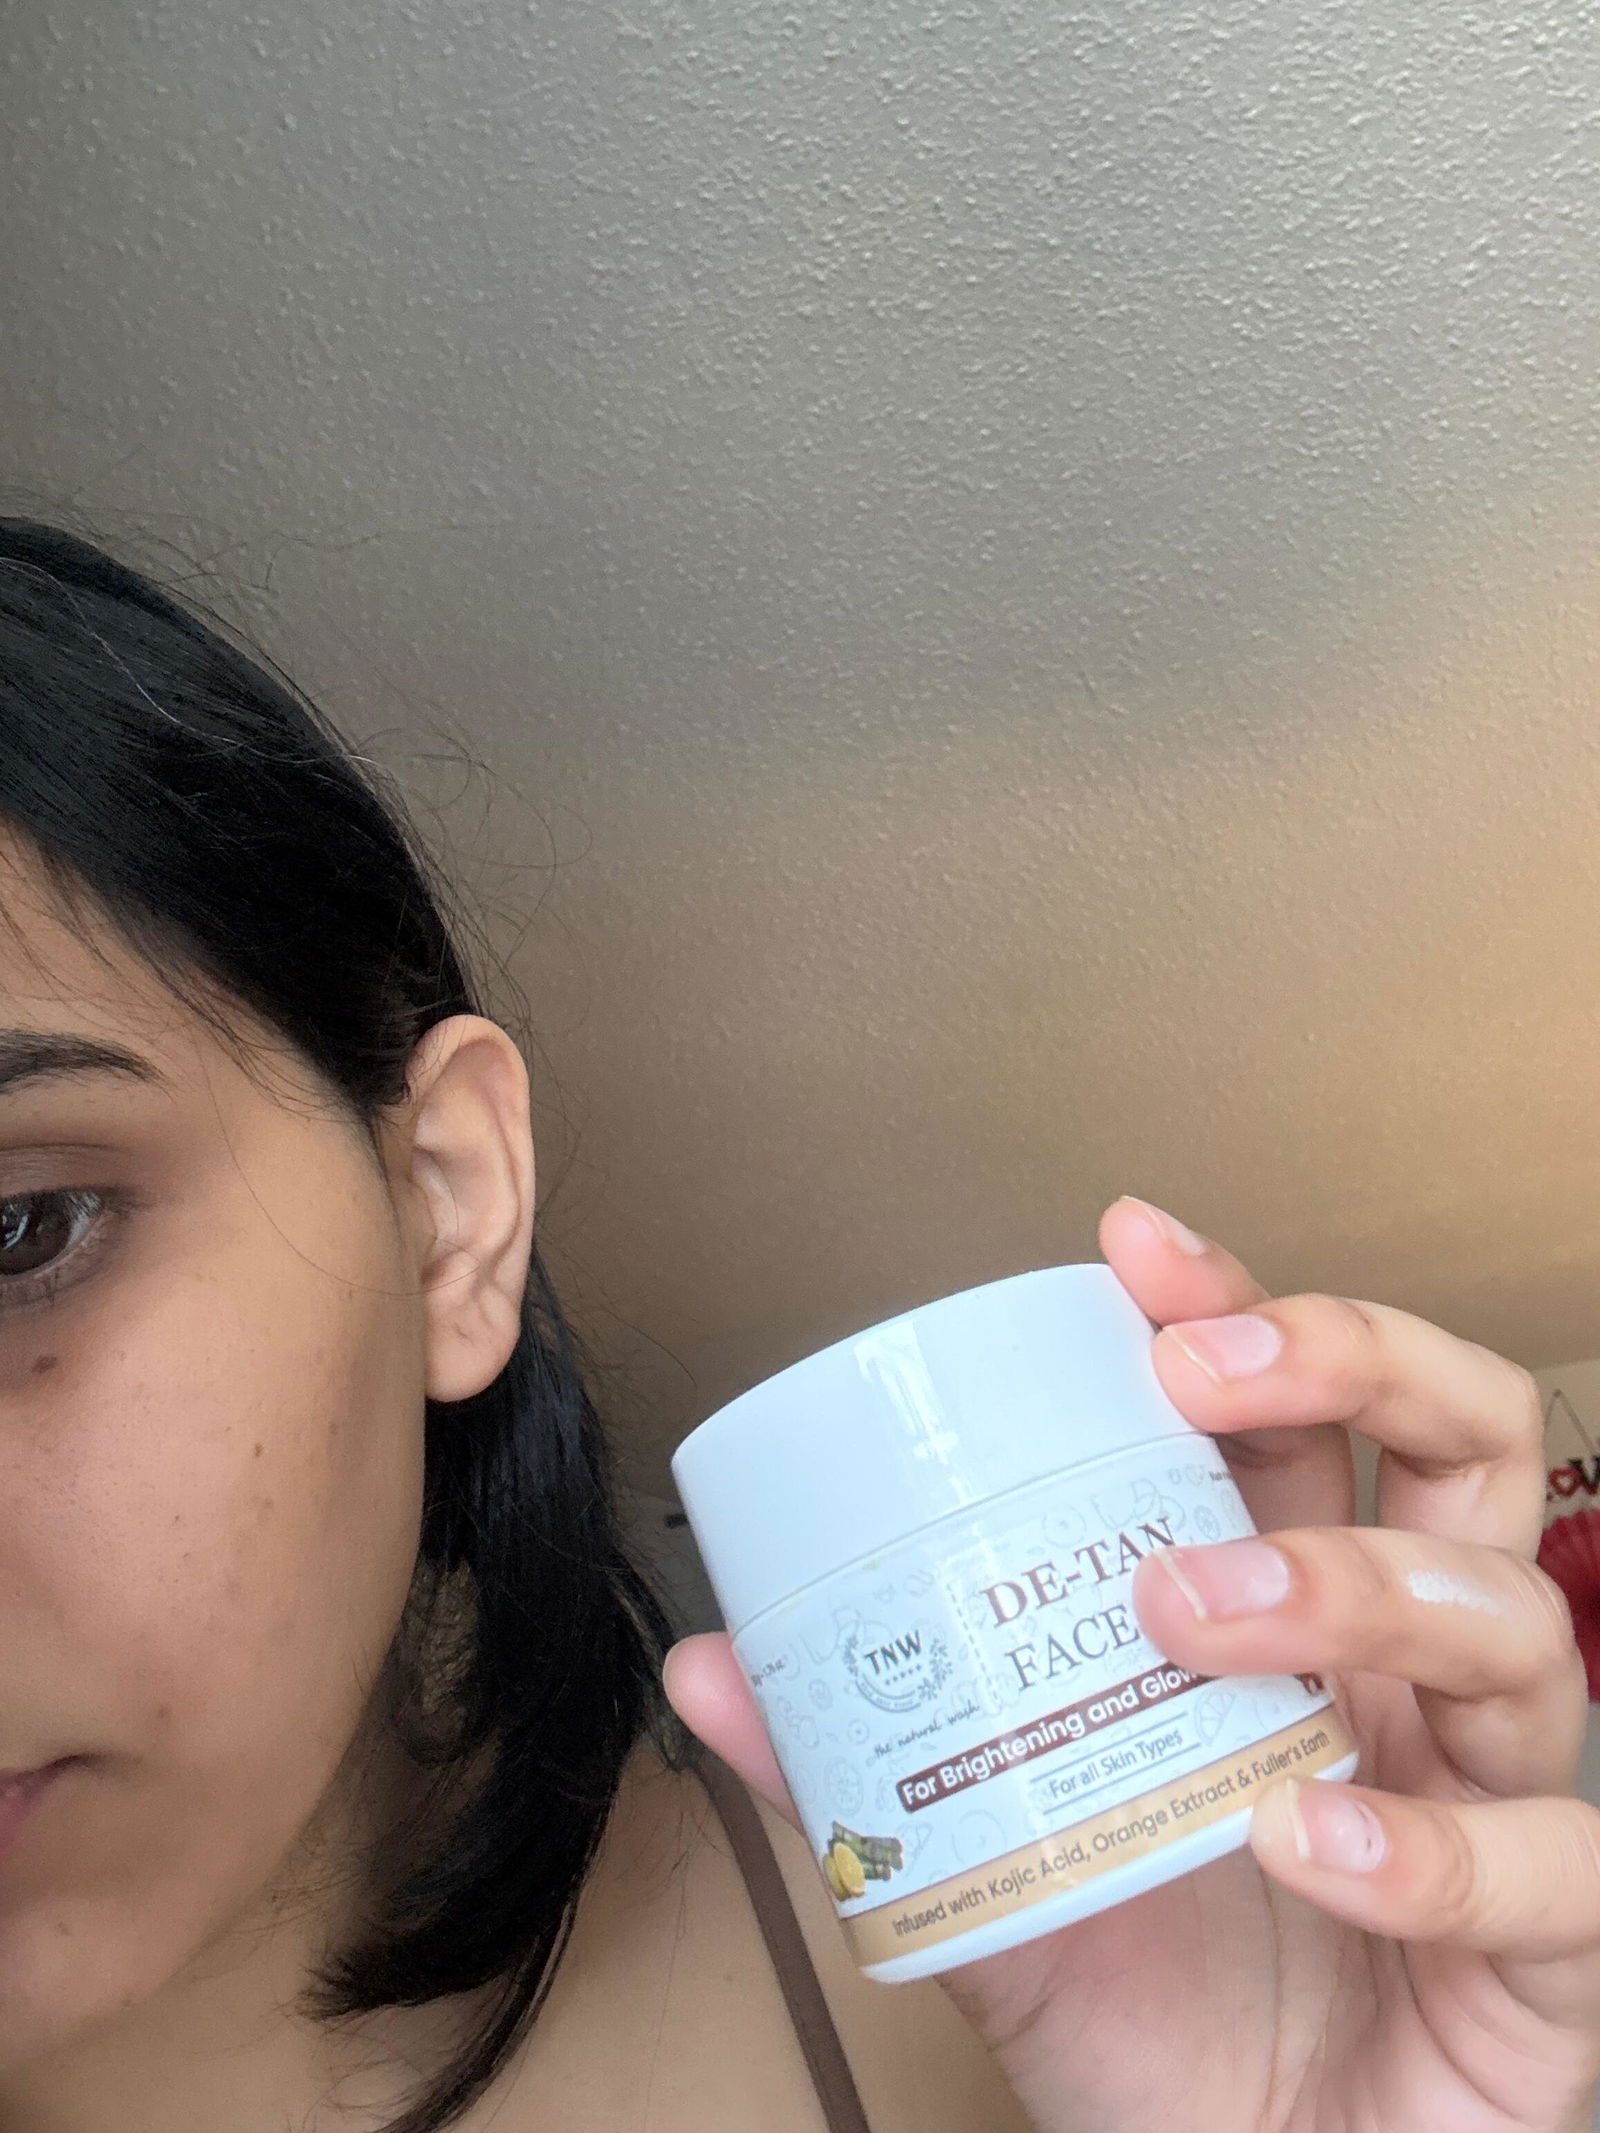 TNW
the natural wash
DE-TAN
FACE
For Brightening and Glow
For all Skin Types
Infused with Kojic Acid, Orange Extract & Fuller's Earth